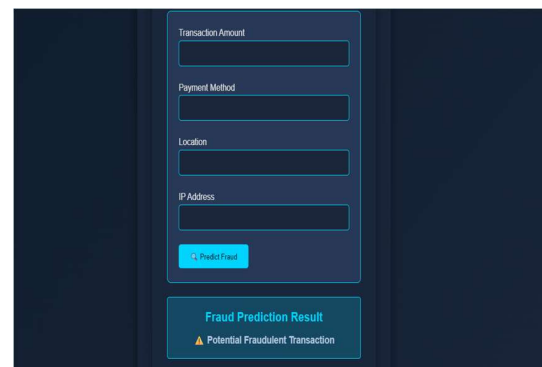 Transaction Amount
Payment Method
Location
IP Address
Predict Fraud
Fraud Prediction Result
Potential Fraudulent Transaction